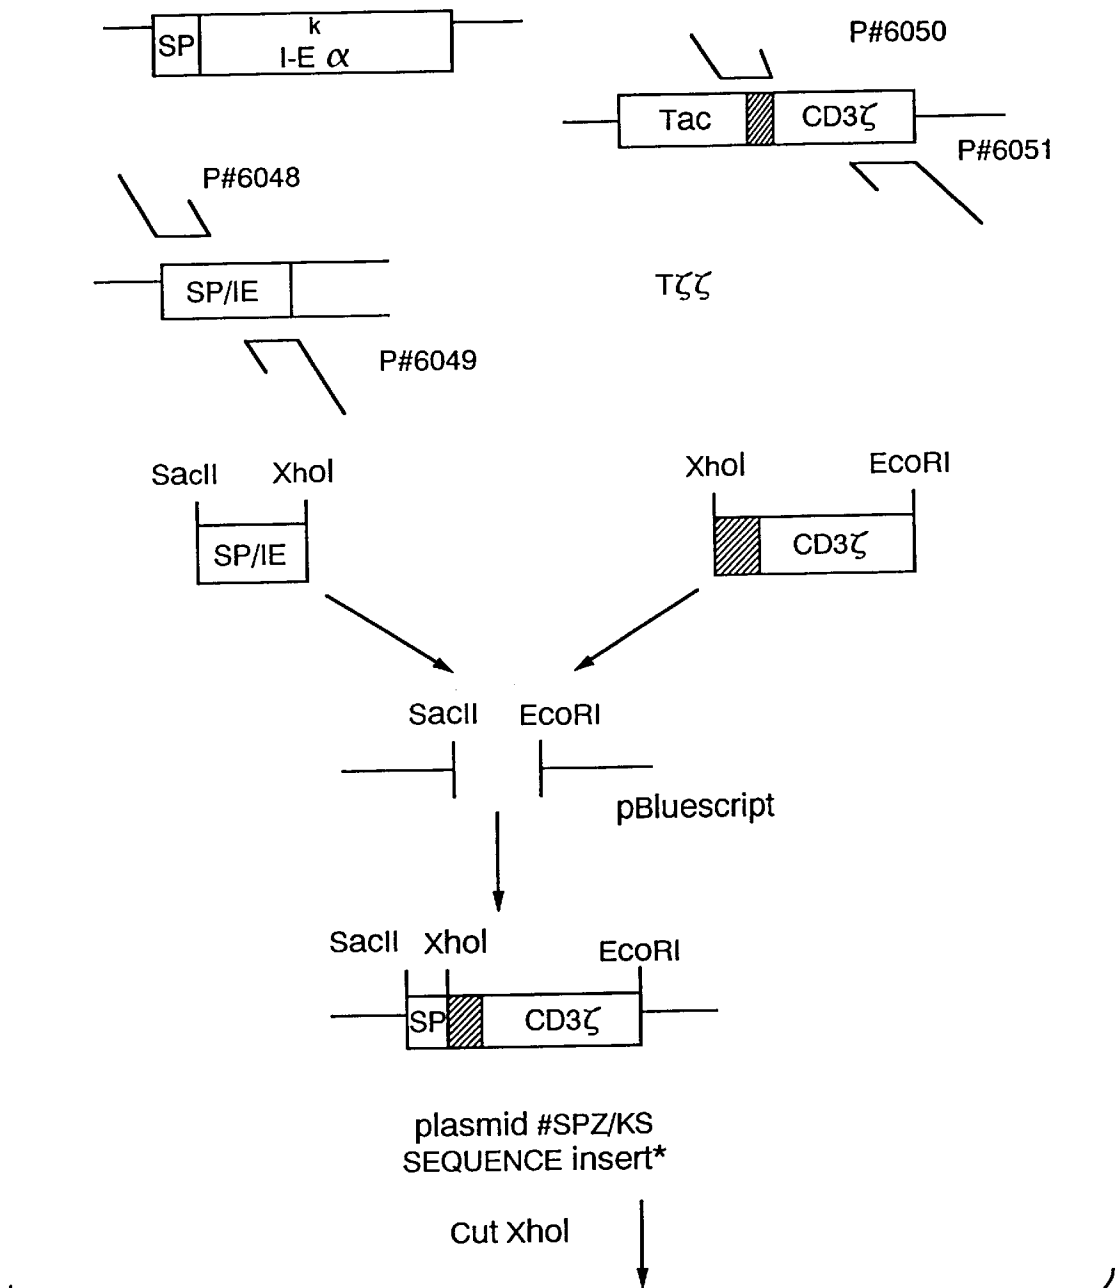 k
SP
I-E α
P#6050
Tac
CD3ζ
P#6051
P#6048
SP/IE
Tζζ
P#6049
SacII XhoI
SP/IE
XhoI EcoRI
CD3ζ
SacII EcoRI
pBluescript
SacII XhoI EcoRI
SP
CD3ζ
plasmid #SPZ/KS
SEQUENCE insert*
Cut XhoI